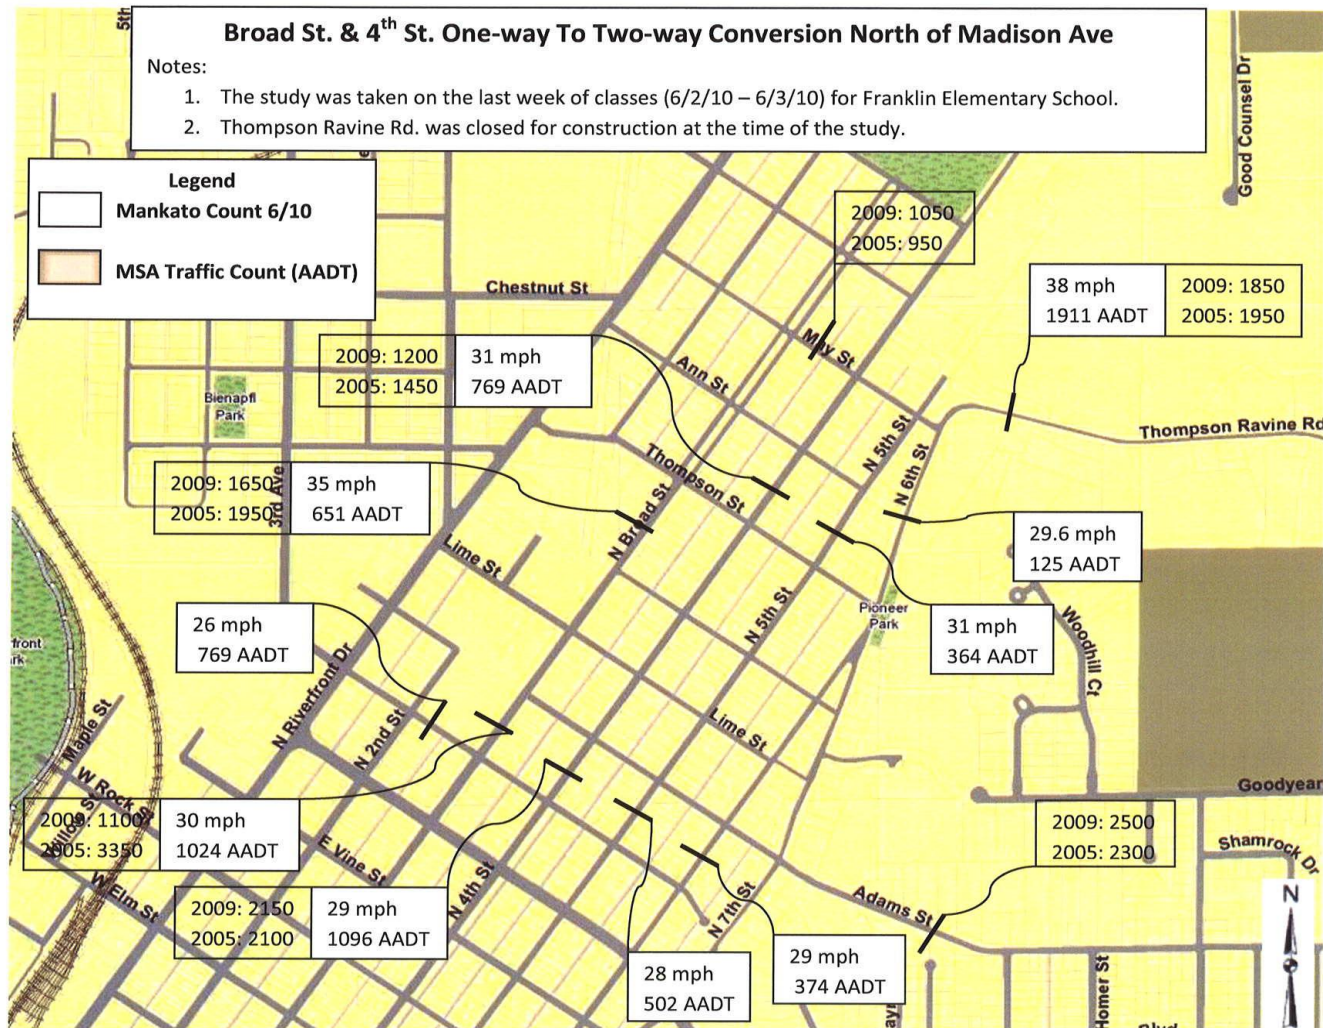 Broad St. & 4th St. One-way To Two-way Conversion North of Madison Ave
Notes:
1. The study was taken on the last week of classes (6/2/10 – 6/3/10) for Franklin Elementary School.
2. Thompson Ravine Rd. was closed for construction at the time of the study.
5th
Good Counsel Dr
Legend
Mankato Count 6/10
MSA Traffic Count (AADT)
2009: 1050
2005: 950
38 mph
1911 AADT
2009: 1850
2005: 1950
Chestnut St
May St
2009: 1200
2005: 1450
31 mph
769 AADT
Ann St
Bienapfl
Park
Thompson Ravine Rd
N 5th St
N 6th St
Thompson St
2009: 1650
2005: 1950
35 mph
651 AADT
3rd Ave
N Broad St
29.6 mph
125 AADT
Lime St
N 5th St
Pioneer
Park
26 mph
769 AADT
31 mph
364 AADT
Woodhill Ct
front
rk
N Riverfront Dr
N 2nd St
Lime St
Maple St
W Rock St
Goodyear
2009: 1100
2005: 3350
30 mph
1024 AADT
2009: 2500
2005: 2300
E Vine St
Shamrock Dr
W Elm St
N 4th St
Adams St
N
2009: 2150
2005: 2100
29 mph
1096 AADT
N 7th St
28 mph
502 AADT
29 mph
374 AADT
Homer St